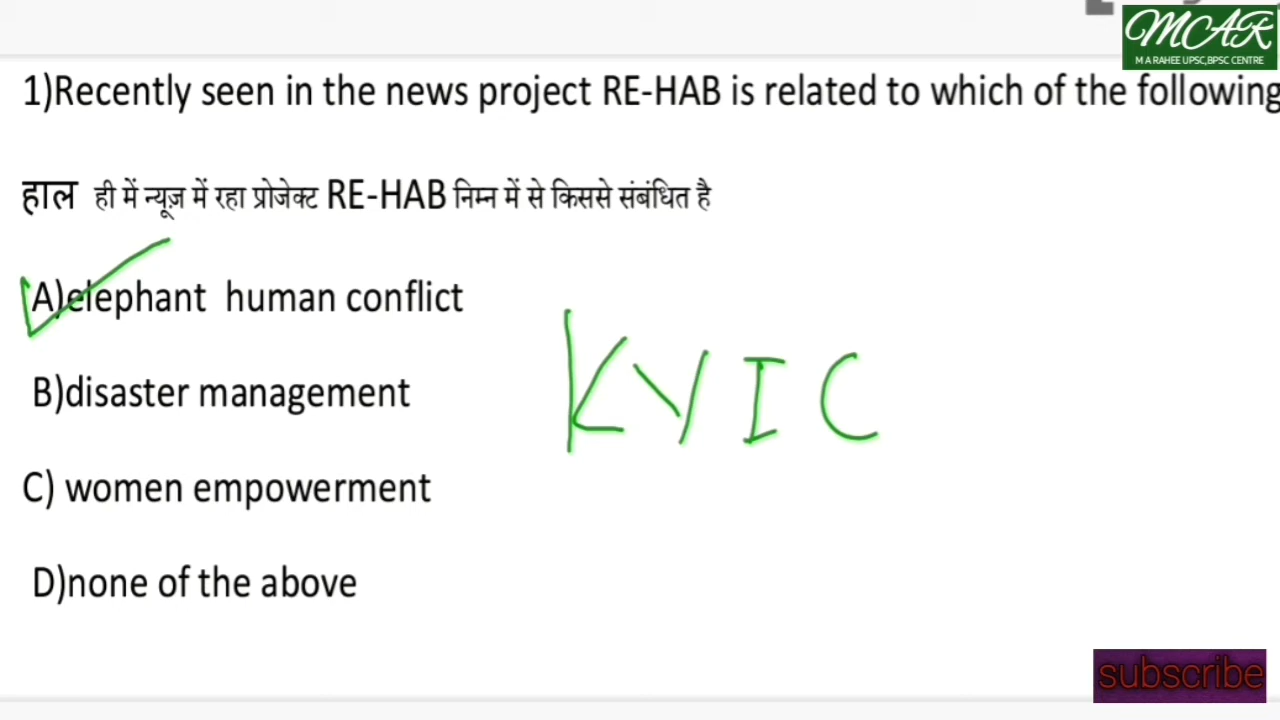 MCAR
M A RAHEE UPSC,BPSC CENTRE
1)Recently seen in the news project RE-HAB is related to which of the following
हाल ही में न्यूज़ में रहा प्रोजेक्ट RE-HAB निम्न में से किससे संबंधित है
A)elephant human conflict
KVIC
B)disaster management
C) women empowerment
D)none of the above
subscribe